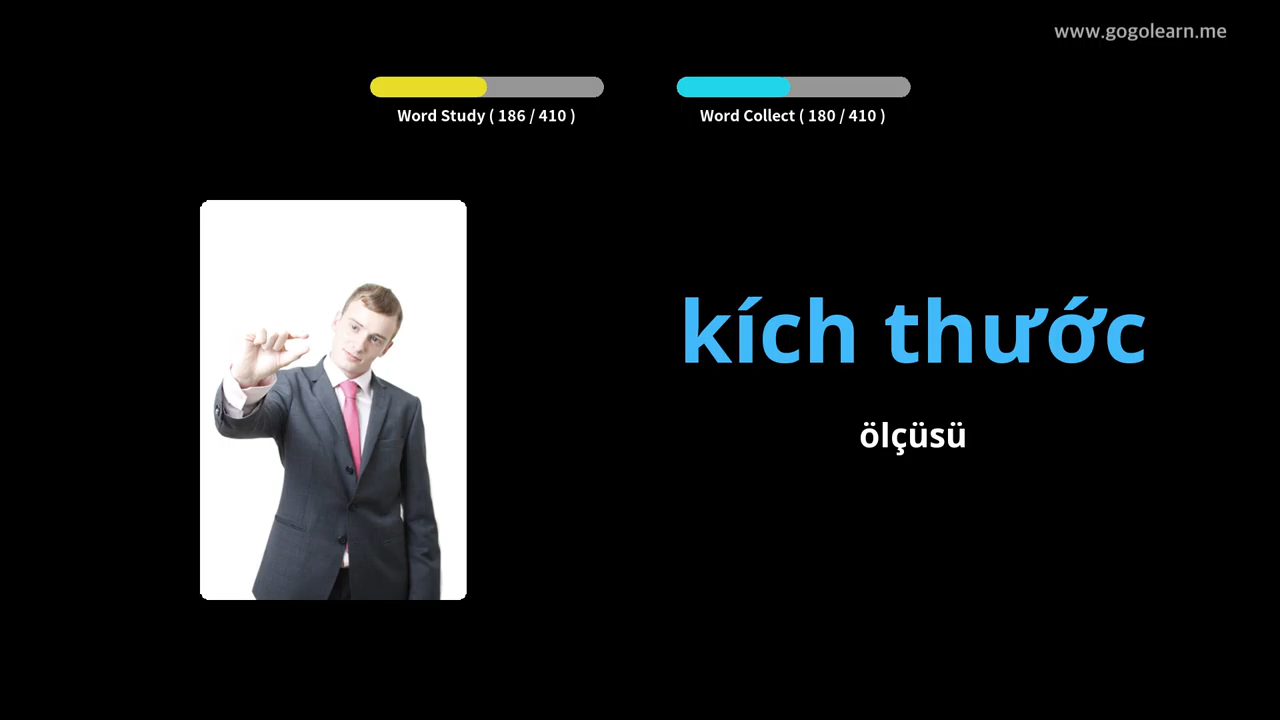 www.gogolearn.me
Word Study ( 186 / 410 )
Word Collect ( 180 / 410 )
kích thước
ölçüsü